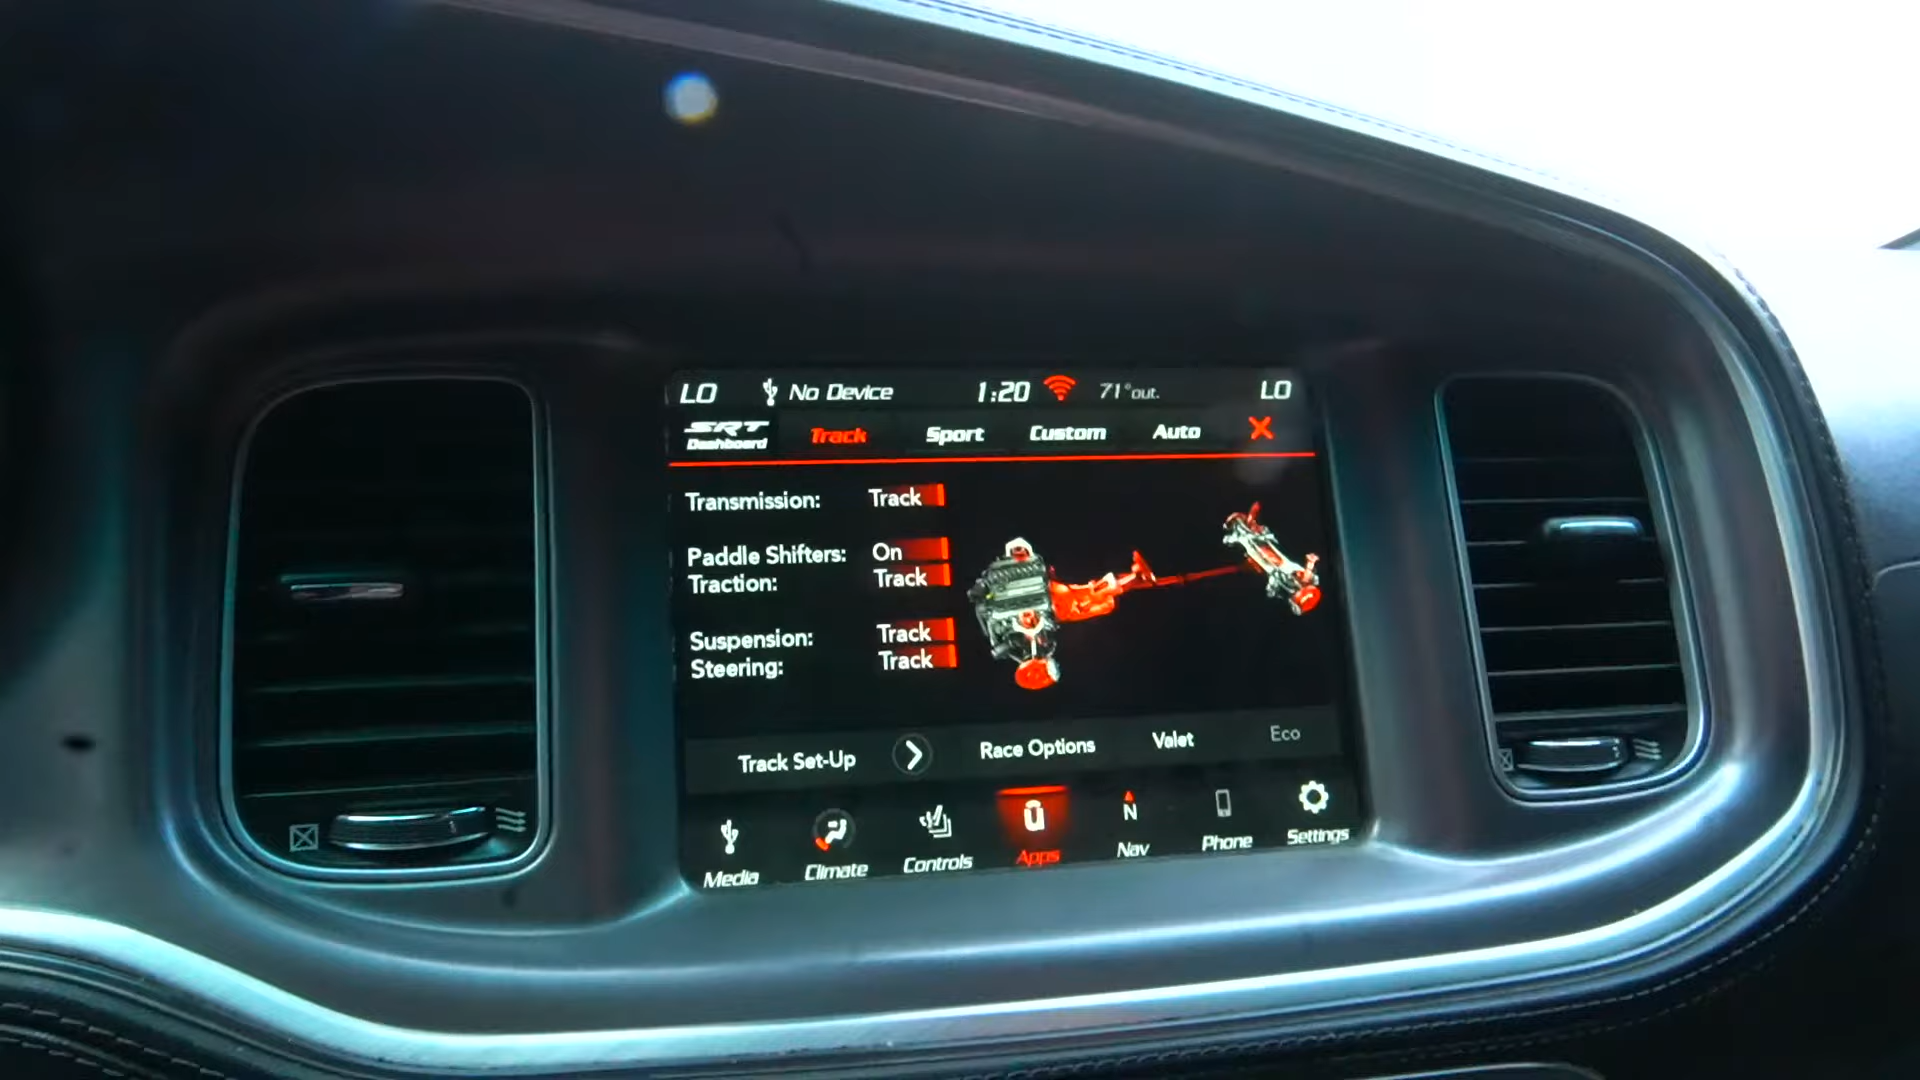 LO No Device 1:20 71°out. LO
SRT Dashboard Track Sport Custom Auto X
Transmission: Track
Paddle Shifters: On
Traction: Track
Suspension: Track
Steering: Track
Track Set-Up Race Options Valet Eco
N
Media Climate Controls Apps Nav Phone Settings